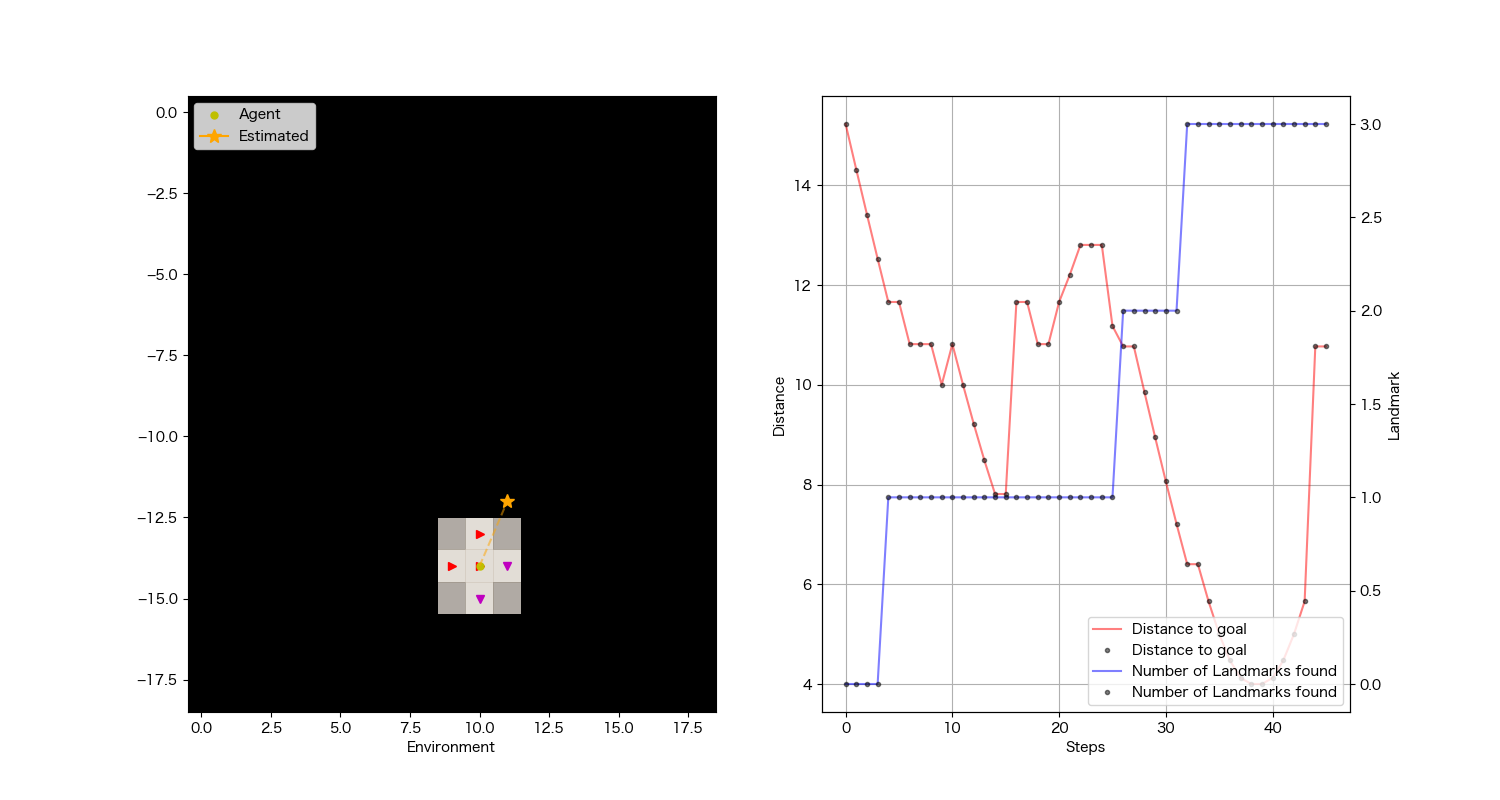 Agent
Estimated
0.0
−2.5
−5.0
−7.5
−10.0
−12.5
−15.0
−17.5
0.0 2.5 5.0 7.5 10.0 12.5 15.0 17.5
Environment
Distance
14
12
10
8
6
4
0 10 20 30 40
Steps
3.0
2.5
2.0
1.5
1.0
0.5
0.0
Landmark
Distance to goal
Distance to goal
Number of Landmarks found
Number of Landmarks found